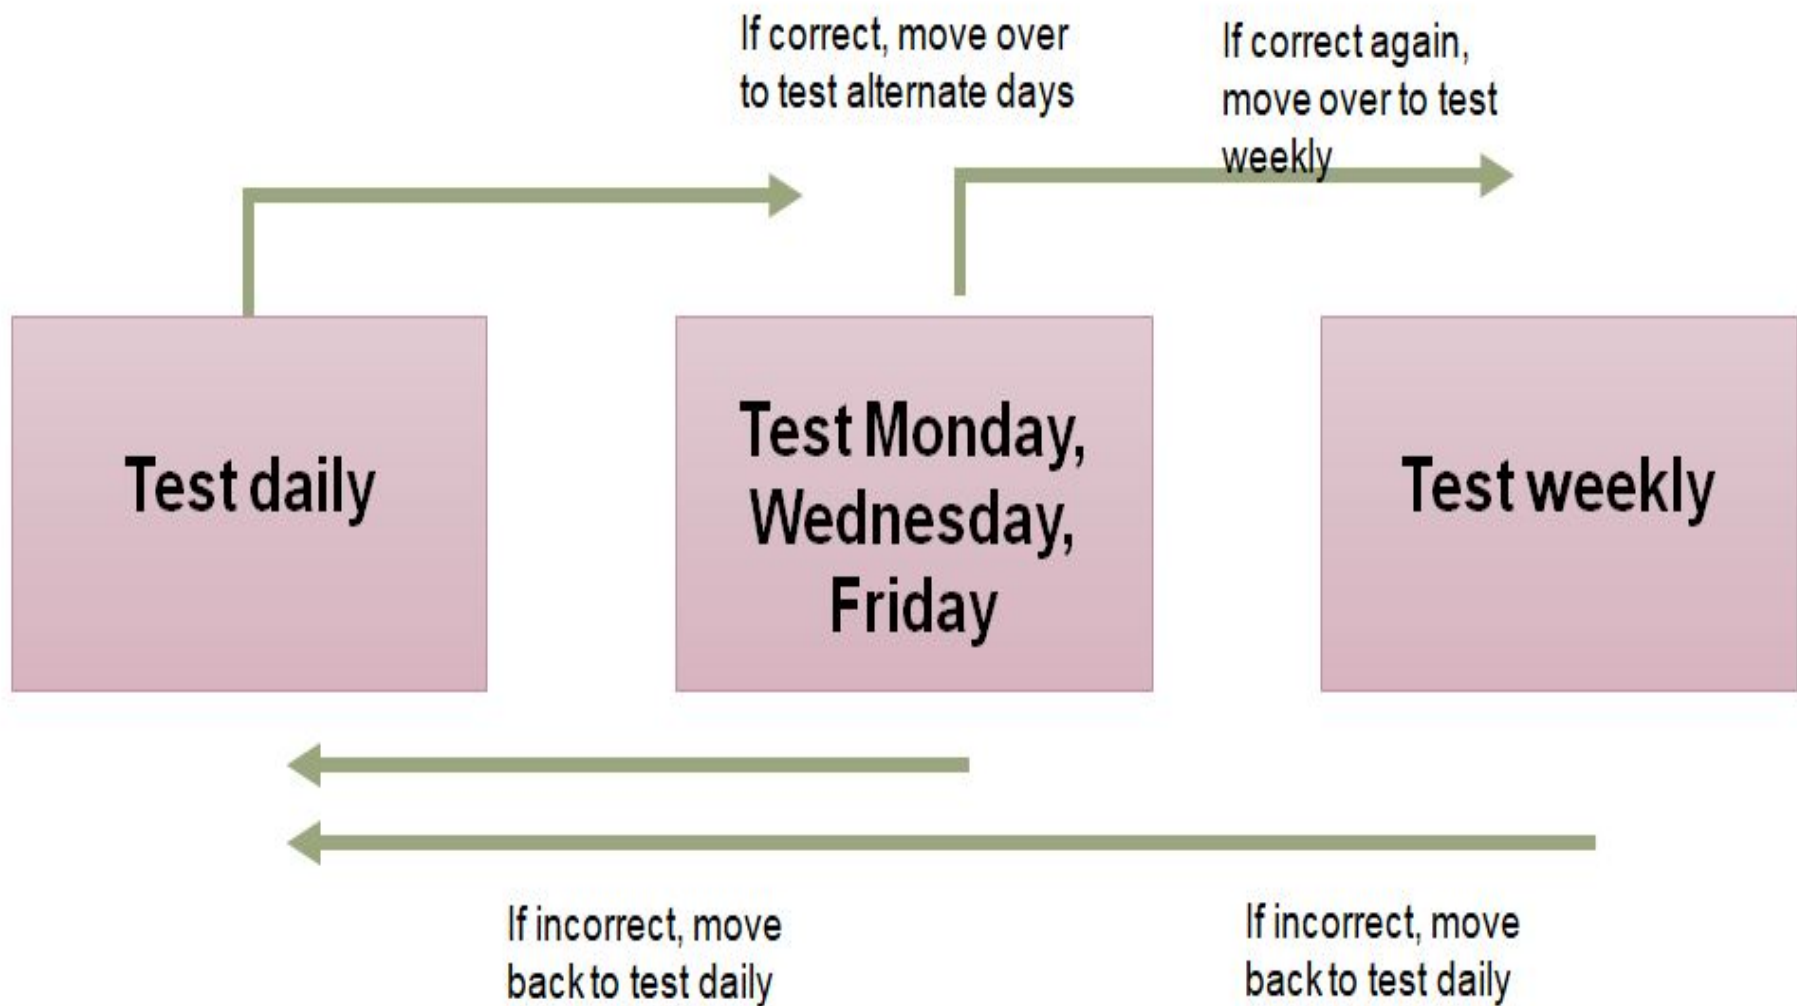 If correct, move over
to test alternate days
If correct again,
move over to test
weekly
Test daily
Test Monday,
Wednesday,
Friday
Test weekly
If incorrect, move
back to test daily
If incorrect, move
back to test daily